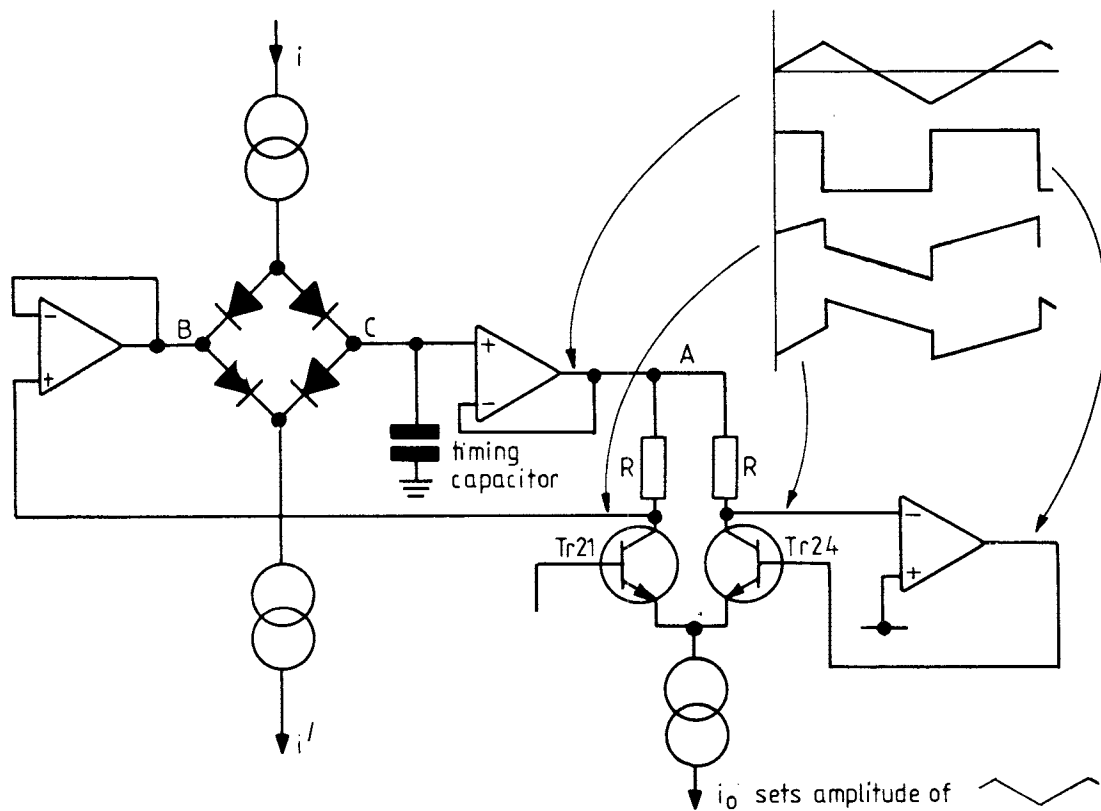 i
B
C
A
timing
capacitor
R
R
Tr21
Tr24
i'
i₀ sets amplitude of